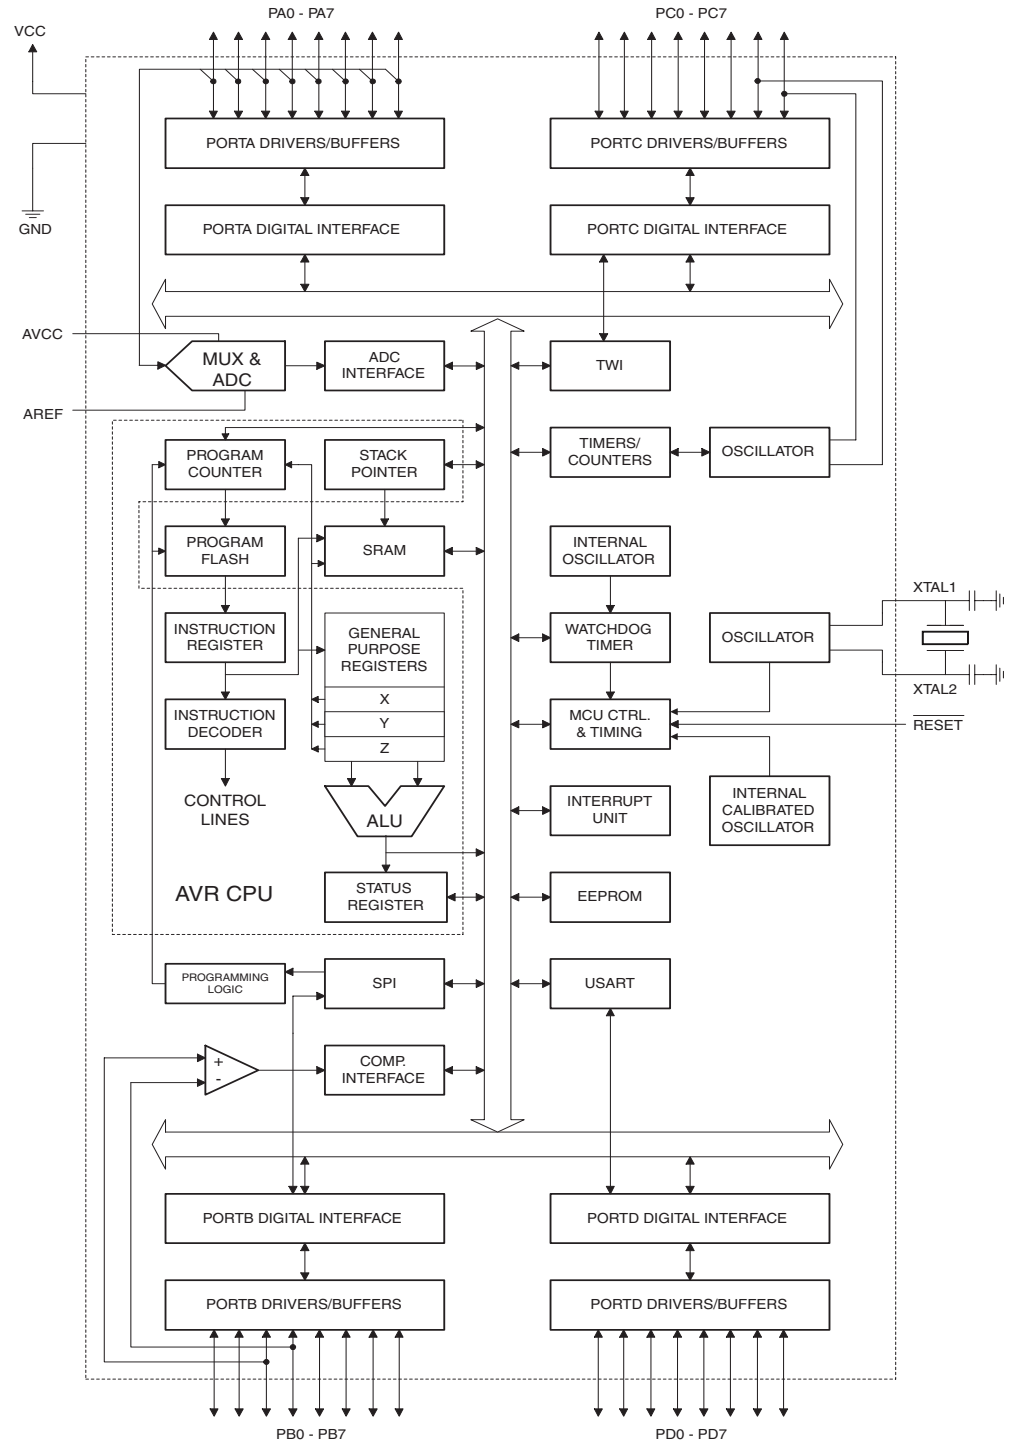 PA0 - PA7
PC0 - PC7
VCC
PORTA DRIVERS/BUFFERS
PORTC DRIVERS/BUFFERS
GND
PORTA DIGITAL INTERFACE
PORTC DIGITAL INTERFACE
AVCC
MUX &
ADC
ADC
INTERFACE
TWI
AREF
PROGRAM
COUNTER
STACK
POINTER
TIMERS/
COUNTERS
OSCILLATOR
PROGRAM
FLASH
SRAM
INTERNAL
OSCILLATOR
XTAL1
INSTRUCTION
REGISTER
GENERAL
PURPOSE
REGISTERS
WATCHDOG
TIMER
OSCILLATOR
XTAL2
X
INSTRUCTION
DECODER
Y
Z
MCU CTRL.
& TIMING
RESET
CONTROL
LINES
ALU
INTERRUPT
UNIT
INTERNAL
CALIBRATED
OSCILLATOR
AVR CPU
STATUS
REGISTER
EEPROM
PROGRAMMING
LOGIC
SPI
USART
+
-
COMP.
INTERFACE
PORTB DIGITAL INTERFACE
PORTD DIGITAL INTERFACE
PORTB DRIVERS/BUFFERS
PORTD DRIVERS/BUFFERS
PB0 - PB7
PD0 - PD7